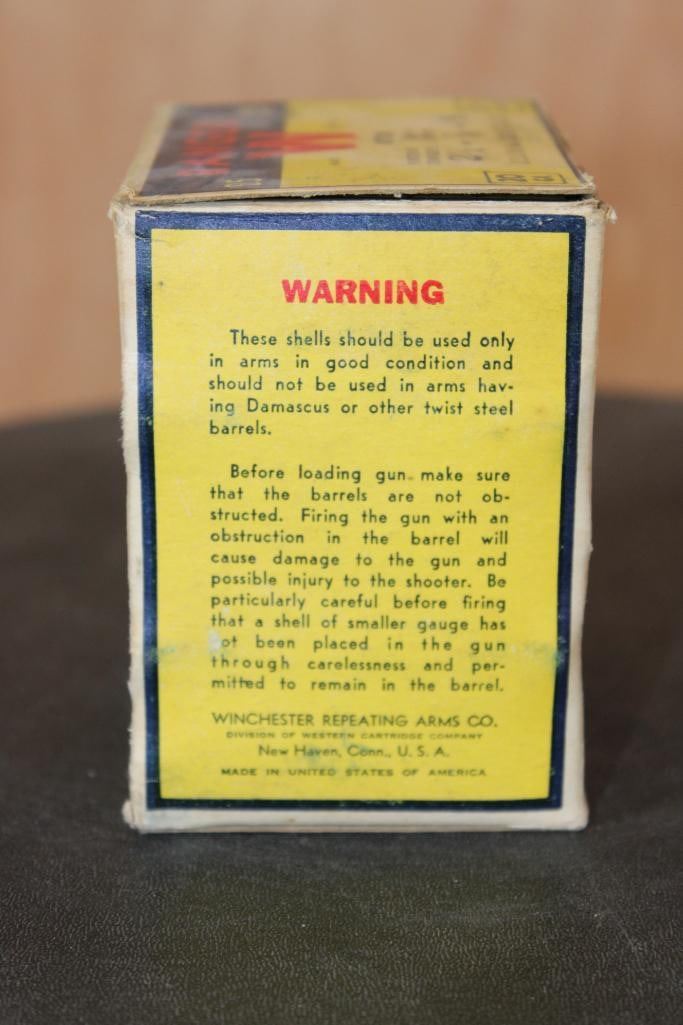 WARNING
These shells should be used only
in arms in good condition and
should not be used in arms hav-
ing Damascus or other twist steel
barrels.
Before loading gun make sure
that the barrels are not ob-
structed. Firing the gun with an
obstruction in the barrel will
cause damage to the gun and
possible injury to the shooter. Be
particularly careful before firing
that a shell of smaller gauge has
ot been placed in the gun
through carelessness and per-
mitted to remain in the barrel.
WINCHESTER REPEATING ARMS CO.
DIVISION OF WESTERN CARTRIDGE COMPANY
New Haven, Conn., U. S. A.
MADE IN UNITED STATES OF AMERICA